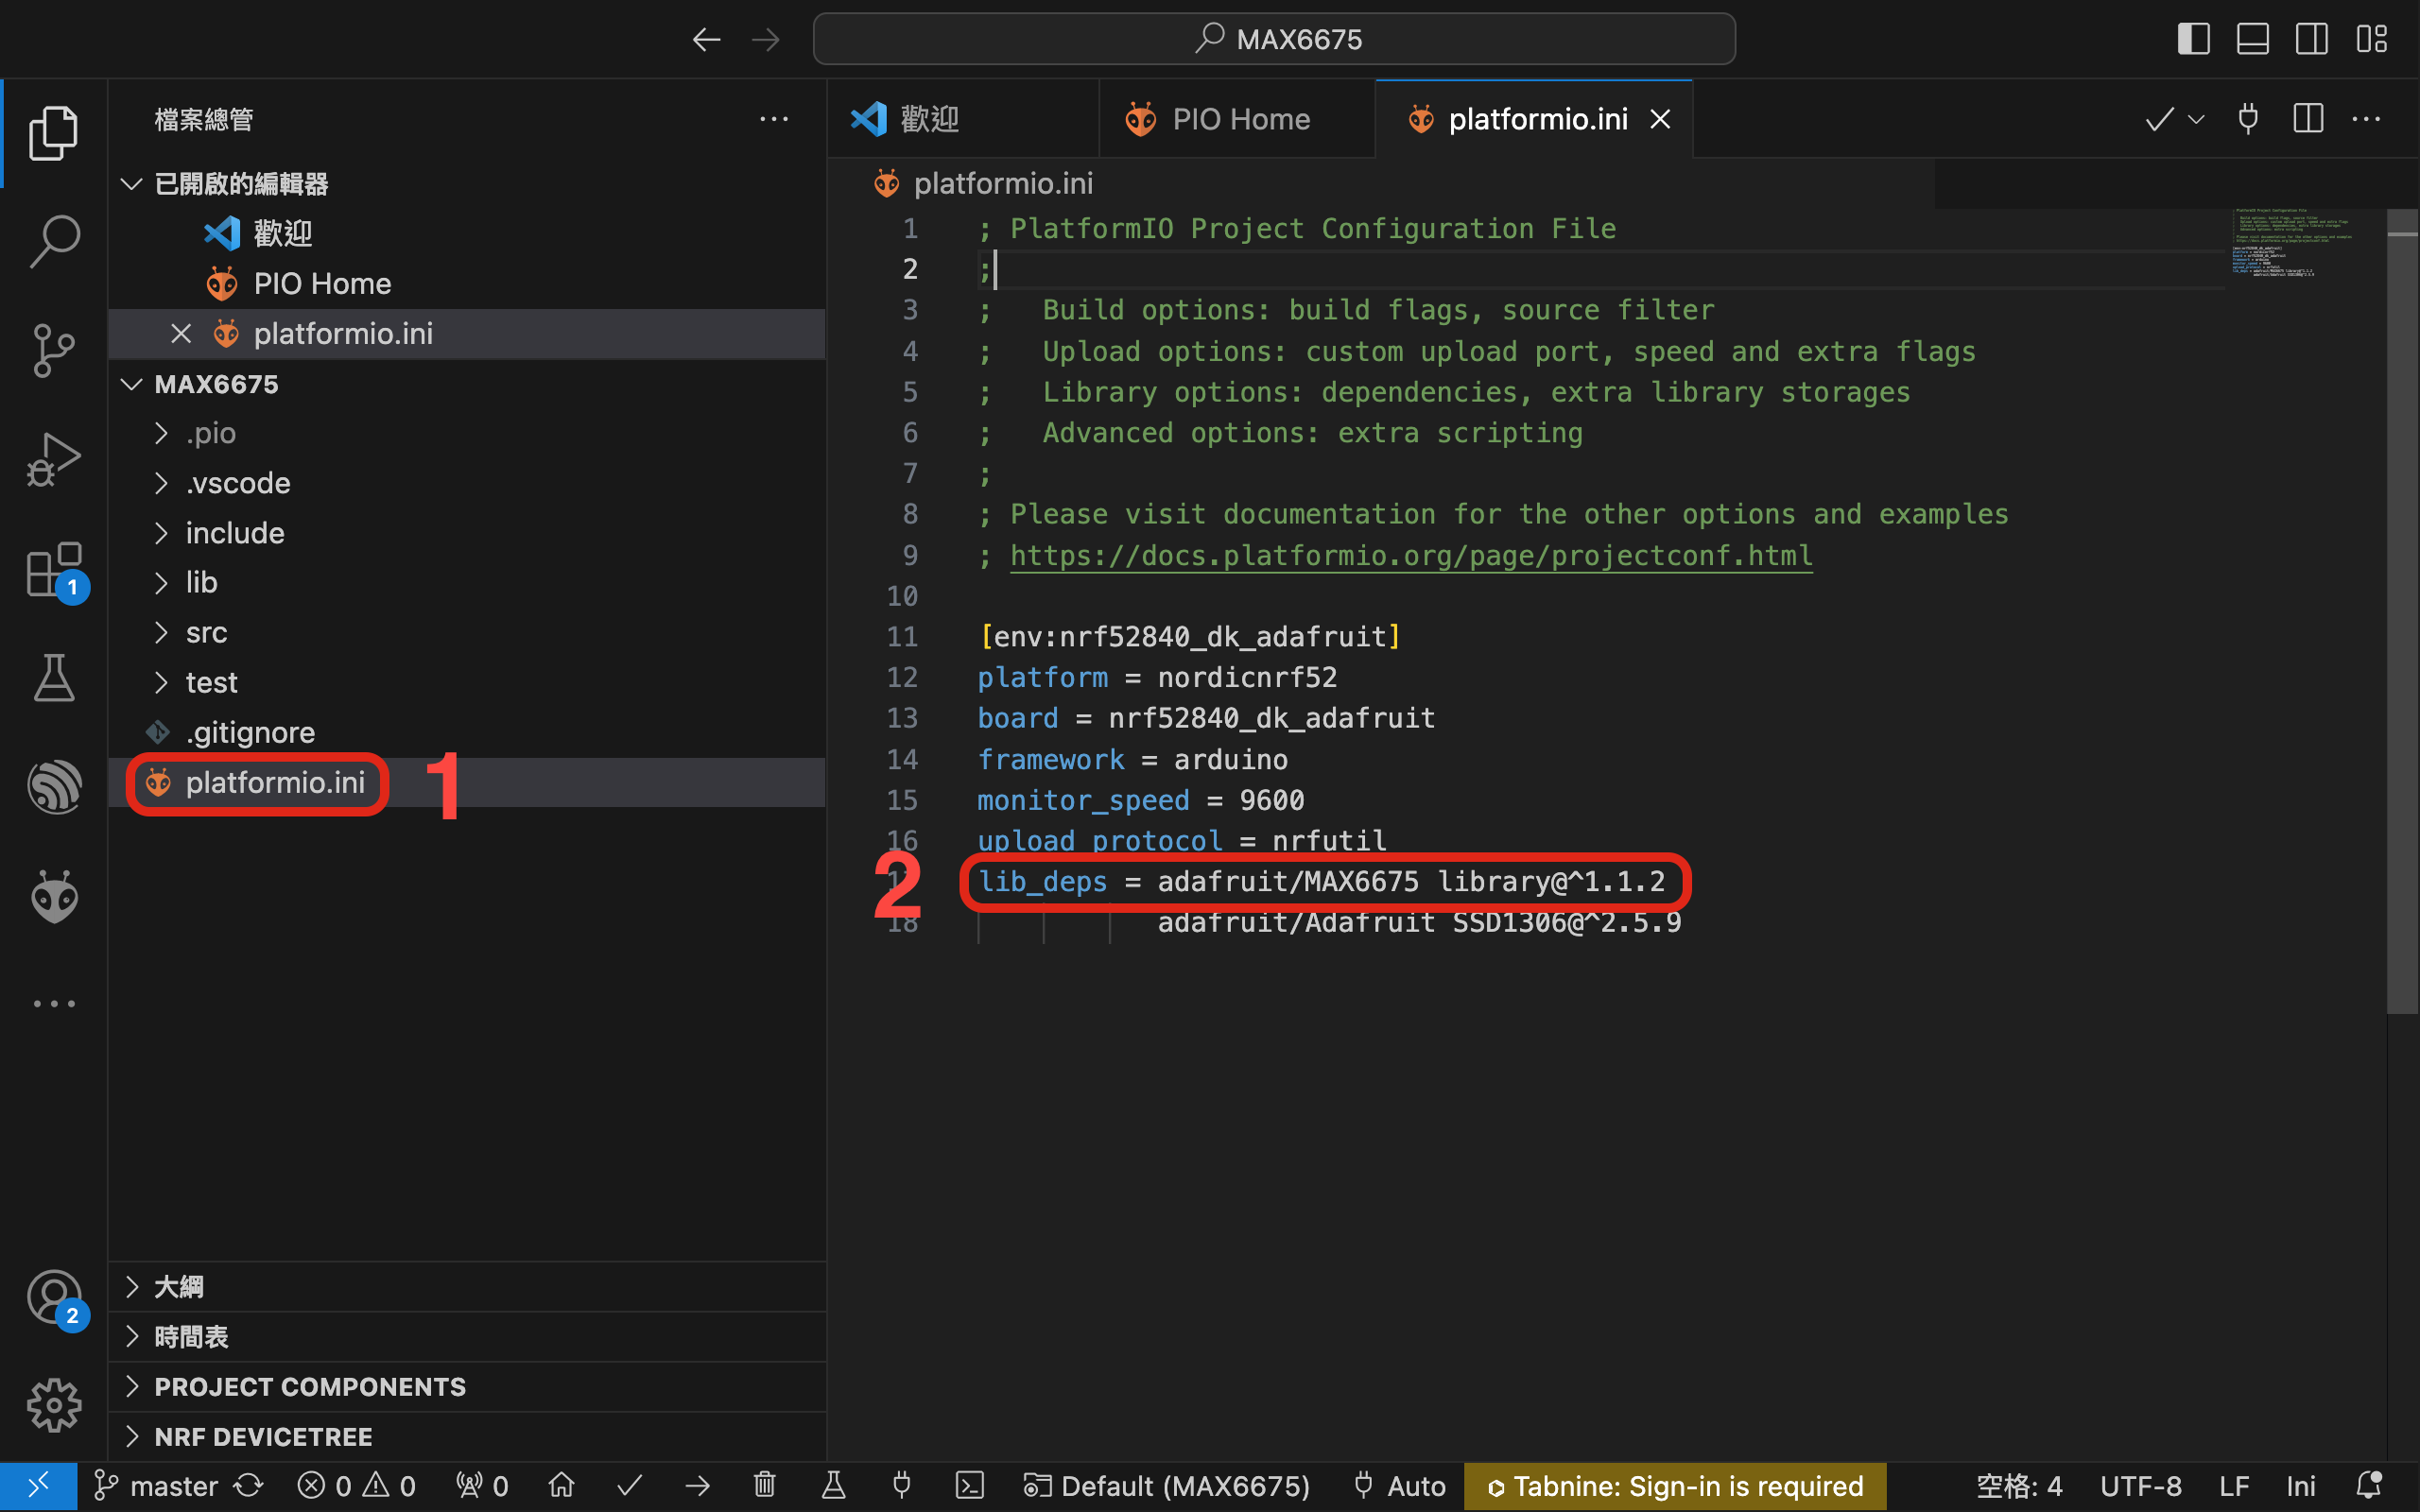 MAX6675
檔案總管
已開啟的編輯器
歡迎
PIO Home
platformio.ini
MAX6675
.pio
.vscode
include
lib
src
test
.gitignore
platformio.ini
1
大綱
時間表
PROJECT COMPONENTS
NRF DEVICETREE
1
2
歡迎
PIO Home
platformio.ini
platformio.ini
1 ; PlatformIO Project Configuration File
2 ;
3 ;   Build options: build flags, source filter
4 ;   Upload options: custom upload port, speed and extra flags
5 ;   Library options: dependencies, extra library storages
6 ;   Advanced options: extra scripting
7 ;
8 ; Please visit documentation for the other options and examples
9 ; https://docs.platformio.org/page/projectconf.html
10
11 [env:nrf52840_dk_adafruit]
12 platform = nordicnrf52
13 board = nrf52840_dk_adafruit
14 framework = arduino
15 monitor_speed = 9600
16 upload_protocol = nrfutil
2 17 lib_deps = adafruit/MAX6675 library@^1.1.2
18 adafruit/Adafruit SSD1306@^2.5.9
master 0 0 0 Default (MAX6675) Auto Tabnine: Sign-in is required 空格: 4 UTF-8 LF Ini